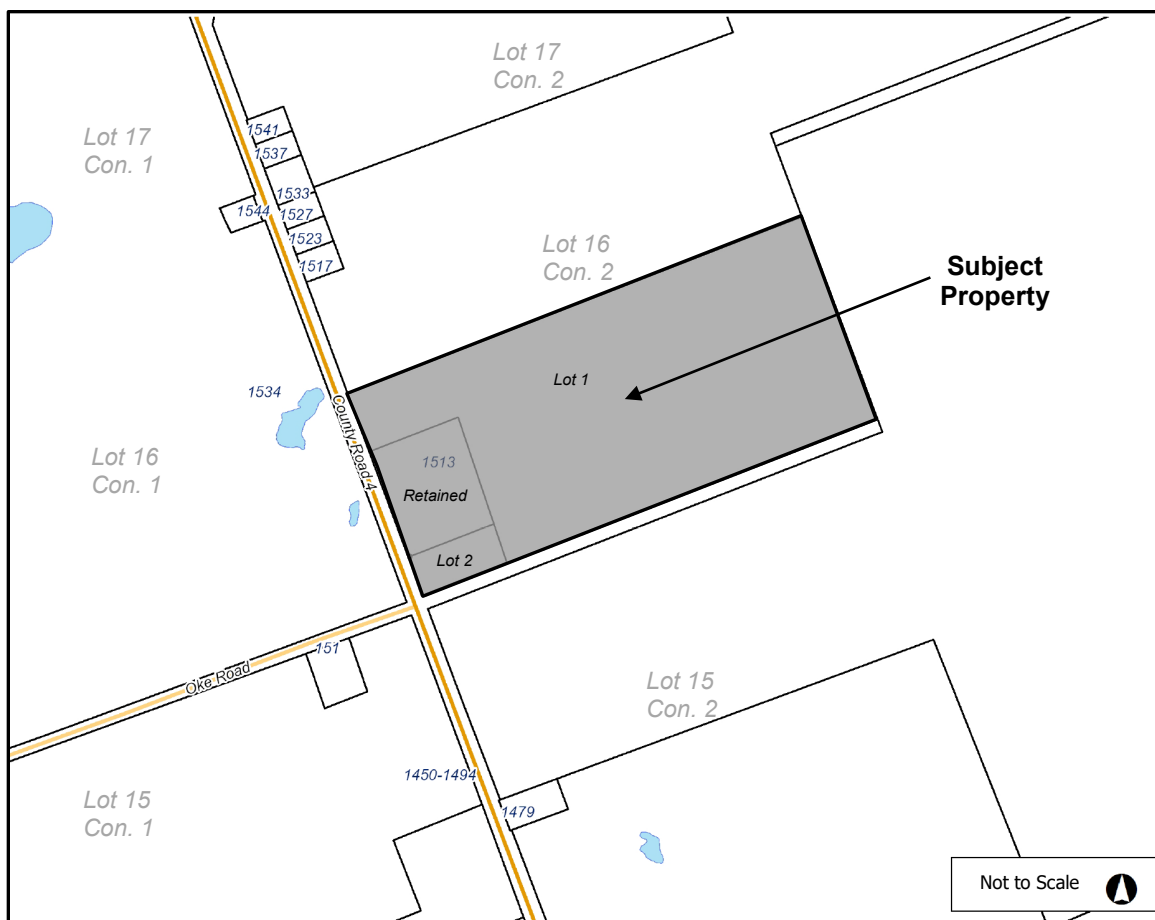 Lot 17
Con. 2
Lot 17
Con. 1
1541
1537
1533
1544
1527
1523
1517
Lot 16
Con. 2
Subject
Property
Lot 1
1534
County Road 4
Lot 16
Con. 1
1513
Retained
Lot 2
151
Oke Road
Lot 15
Con. 2
1450-1494
Lot 15
Con. 1
1479
Not to Scale